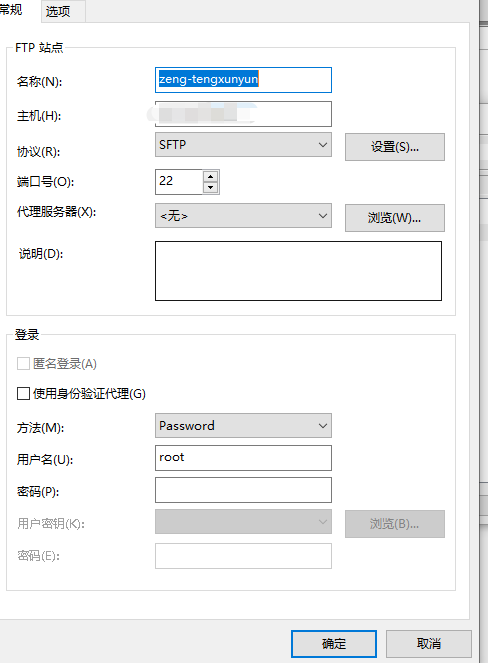 常规 选项
FTP 站点
名称(N): zeng-tengxunyun
主机(H):
协议(R): SFTP 设置(S)...
端口号(O): 22
代理服务器(X): <无> 浏览(W)...
说明(D):
登录
匿名登录(A)
使用身份验证代理(G)
方法(M): Password
用户名(U): root
密码(P):
用户密钥(K): 浏览(B)...
密码(E):
确定 取消